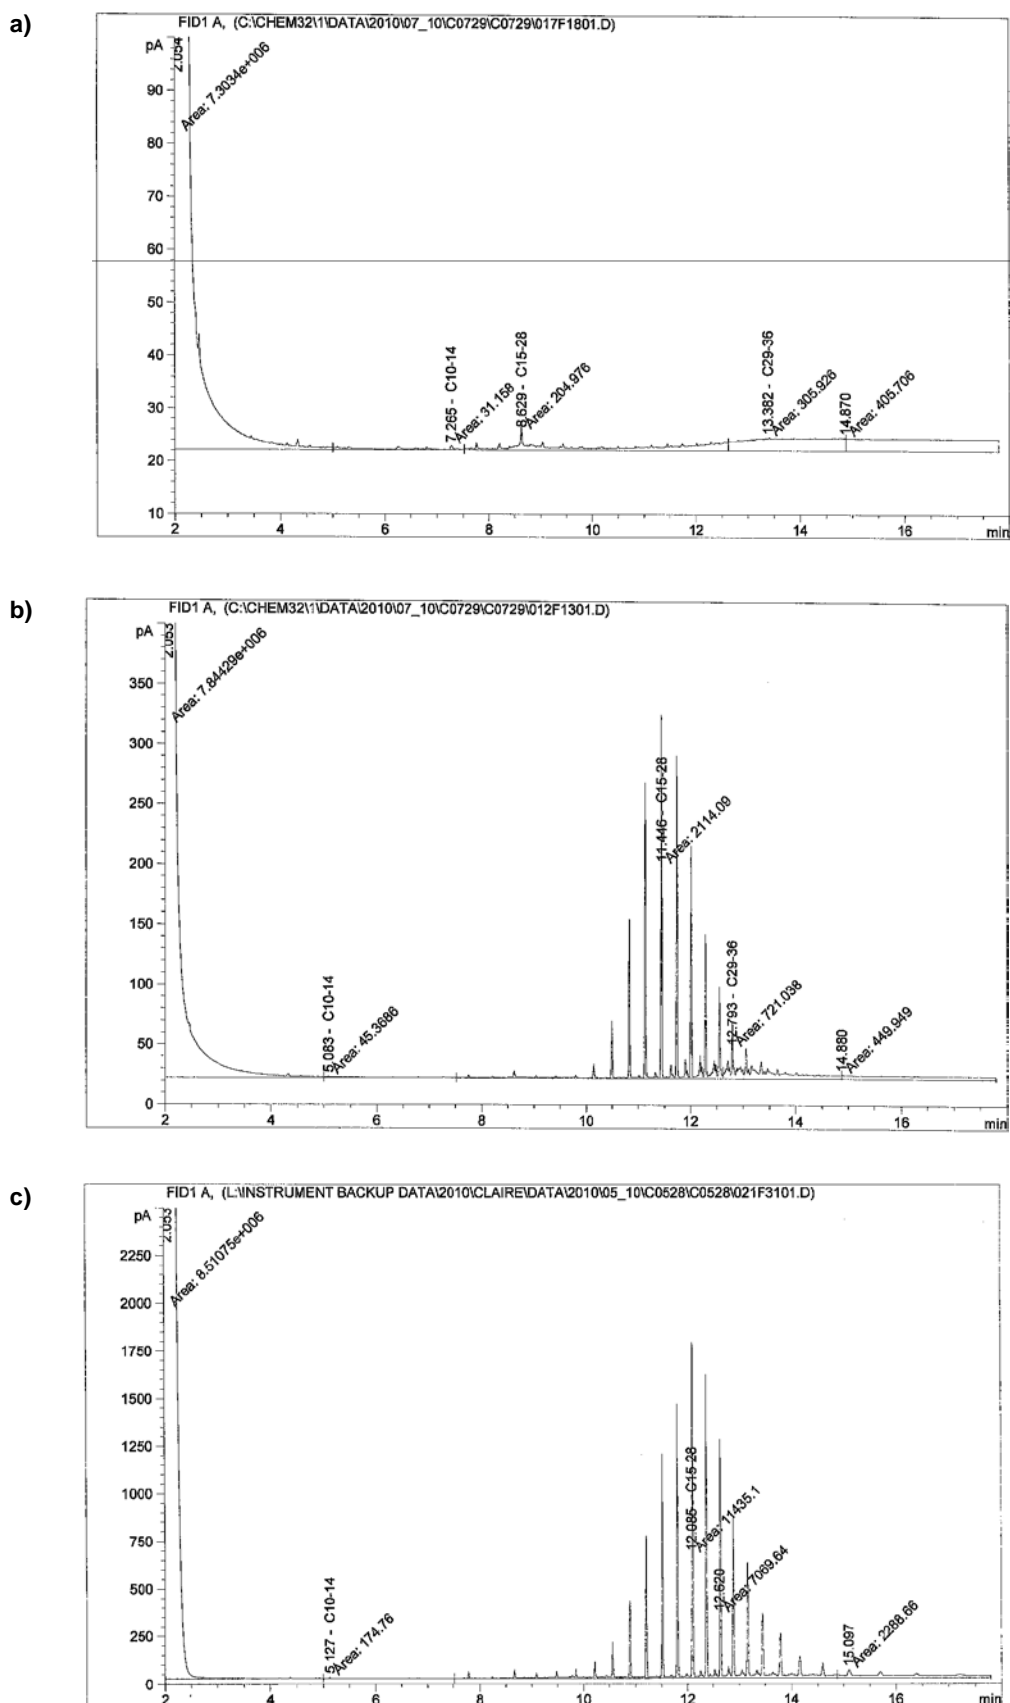 a)
FID1 A, (C:\CHEM32\1\DATA\2010\07_10\C0729\C0729\017F1801.D)
pA
2.054
Area: 7.3034e+006
90
80
70
60
50
40
30
20
10
7.265 - C10-14
Area: 31.158
8.629 - C15-28
Area: 204.976
13.382 - C29-36
Area: 305.926
14.870
Area: 405.706
2 4 6 8 10 12 14 16 min
b)
FID1 A, (C:\CHEM32\1\DATA\2010\07_10\C0729\C0729\012F1301.D)
pA
2.053
Area: 7.84429e+006
350
300
250
200
150
100
50
0
5.083 - C10-14
Area: 45.3686
11.446 - C15-28
Area: 2114.09
12.793 - C29-36
Area: 721.038
14.880
Area: 449.949
2 4 6 8 10 12 14 16 min
c)
FID1 A, (L:\INSTRUMENT BACKUP DATA\2010\CLAIRE\DATA\2010\05_10\C0528\C0528\021F3101.D)
pA
2.053
Area: 8.51075e+006
2250
2000
1750
1500
1250
1000
750
500
250
0
5.127 - C10-14
Area: 174.76
12.085 - C15-28
Area: 11435.1
12.620
Area: 7069.64
15.097
Area: 2288.66
2 4 6 8 10 12 14 16 min